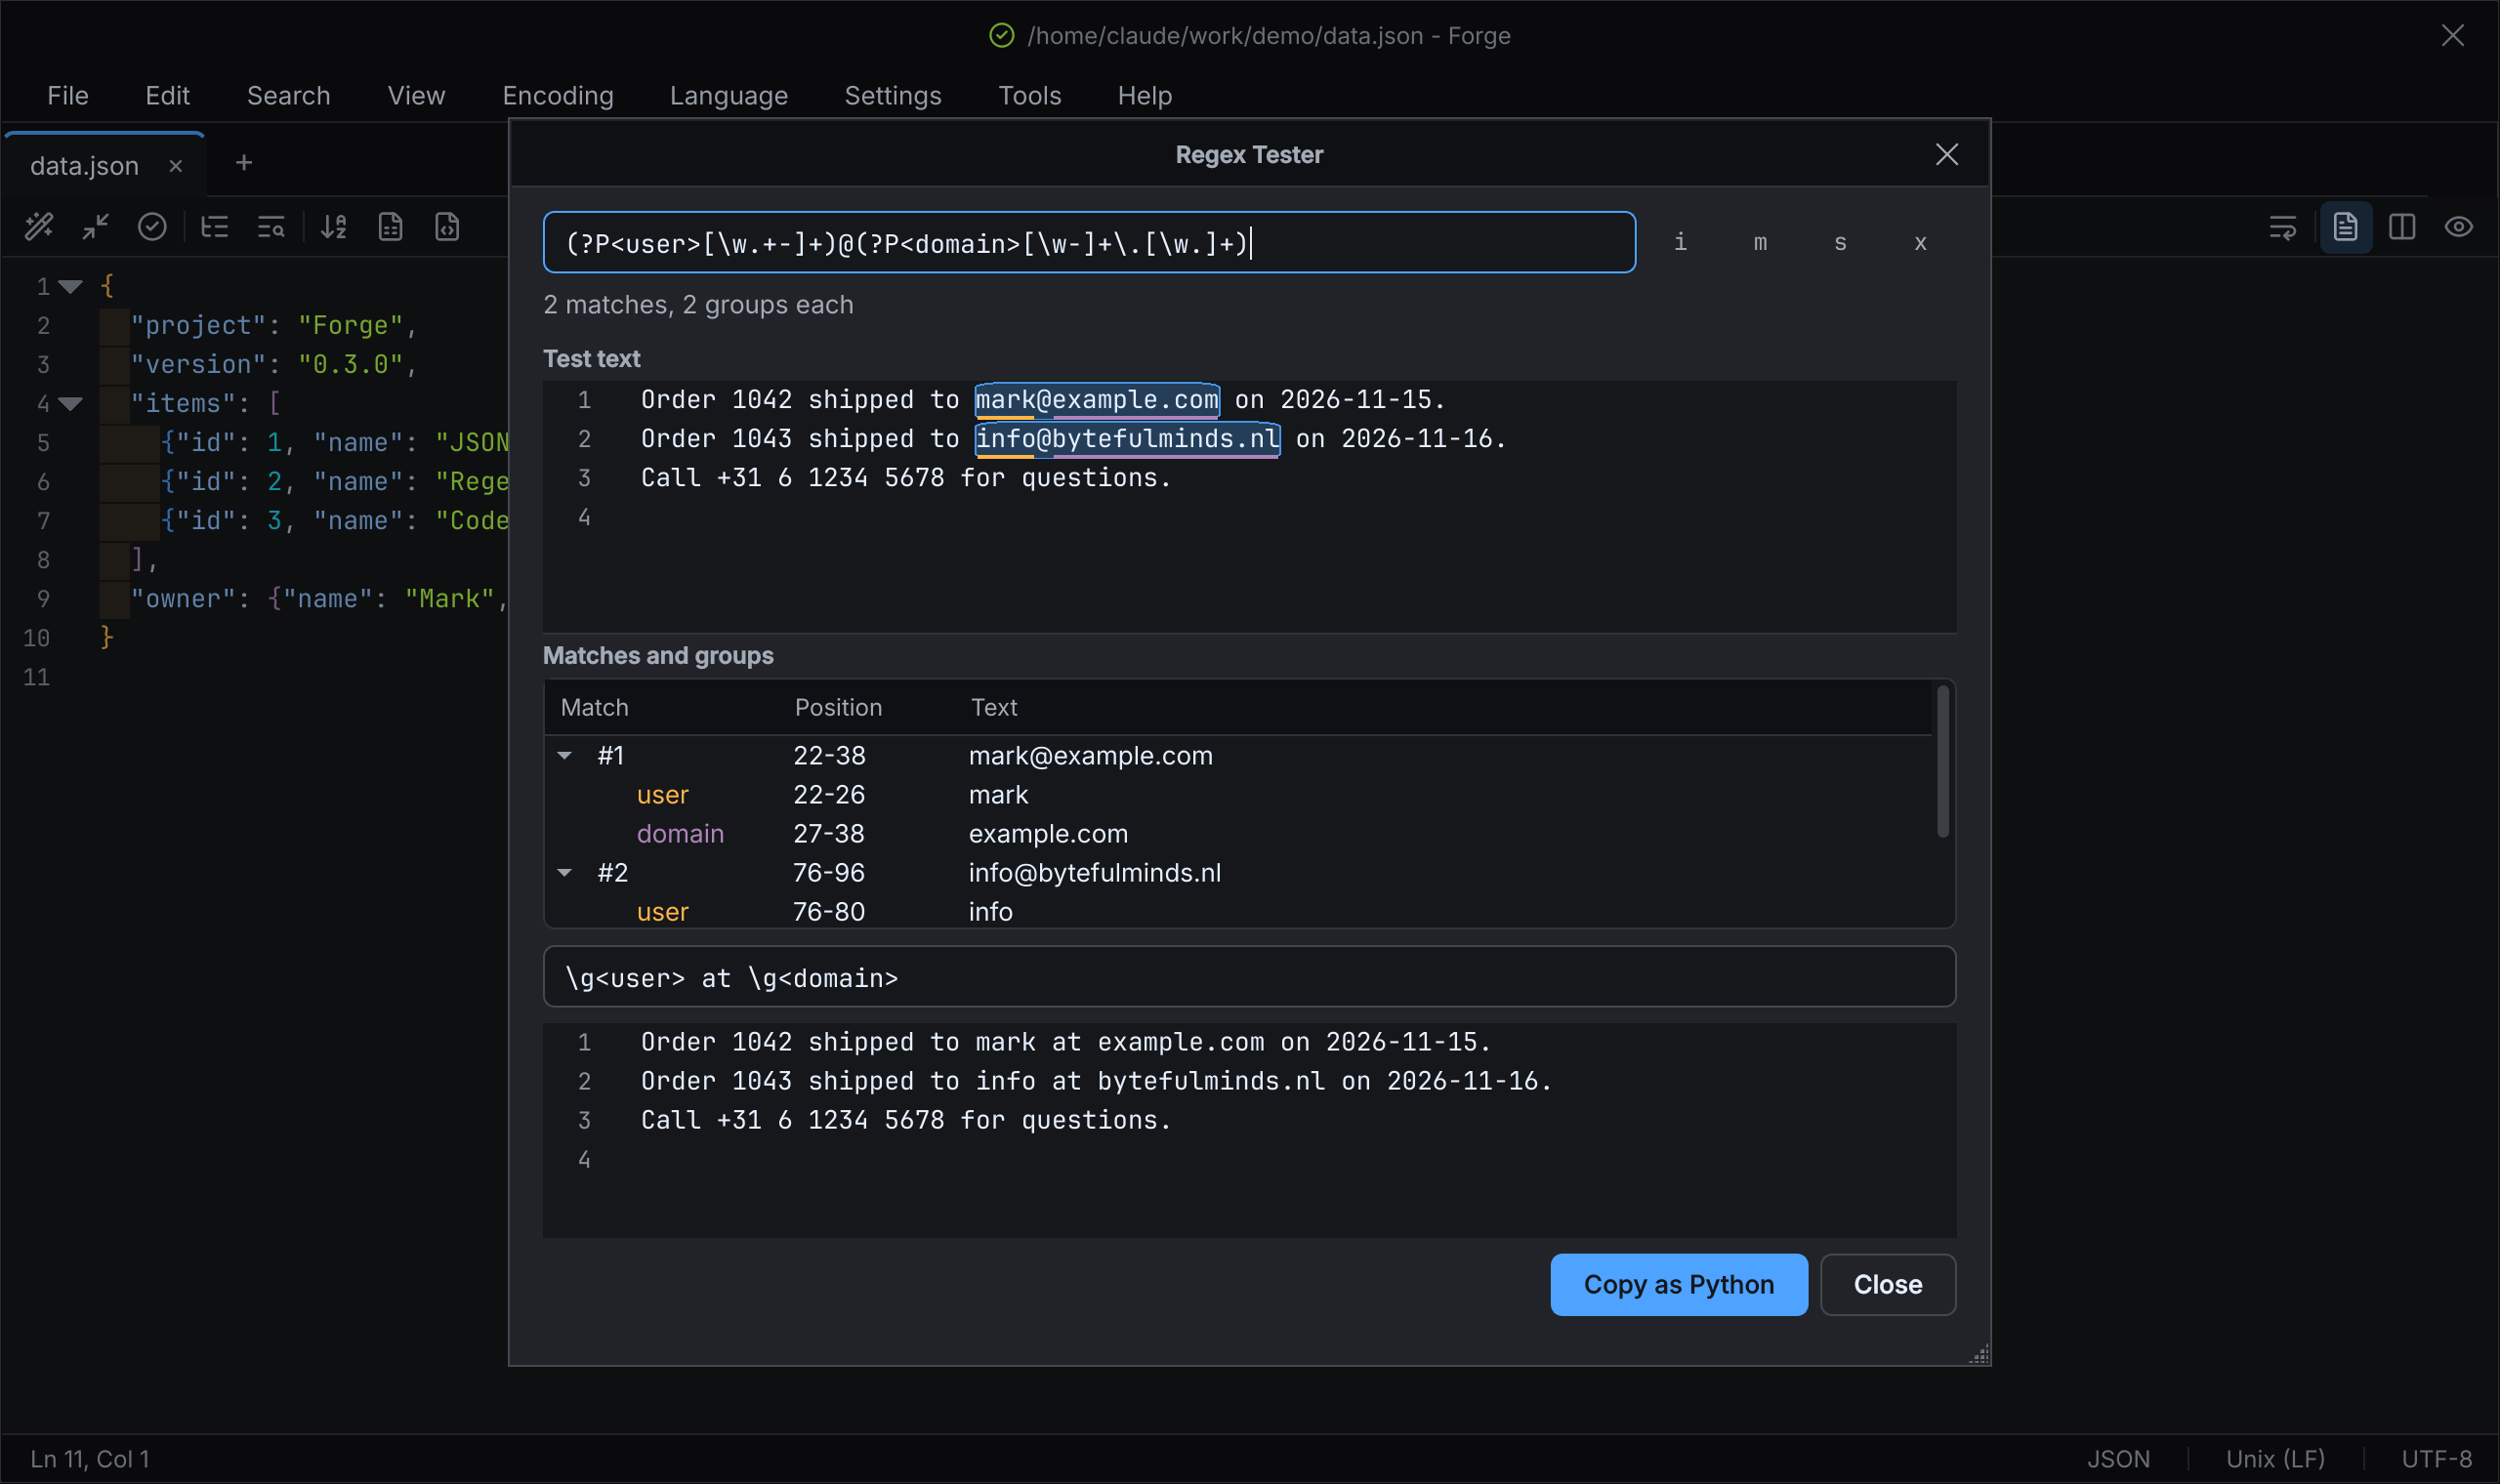 /home/claude/work/demo/data.json - Forge
File Edit Search View Encoding Language Settings Tools Help
data.json
1 {
2 "project": "Forge",
3 "version": "0.3.0",
4 "items": [
5 {"id": 1, "name": "JSON
6 {"id": 2, "name": "Rege
7 {"id": 3, "name": "Code
8 ],
9 "owner": {"name": "Mark",
10 }
11
Regex Tester
(?P<user>[\w.+-]+)@(?P<domain>[\w-]+\.[\w.]+) i m s x
2 matches, 2 groups each
Test text
1 Order 1042 shipped to mark@example.com on 2026-11-15.
2 Order 1043 shipped to info@bytefulminds.nl on 2026-11-16.
3 Call +31 6 1234 5678 for questions.
4
Matches and groups
Match Position Text
#1 22-38 mark@example.com
user 22-26 mark
domain 27-38 example.com
#2 76-96 info@bytefulminds.nl
user 76-80 info
\g<user> at \g<domain>
1 Order 1042 shipped to mark at example.com on 2026-11-15.
2 Order 1043 shipped to info at bytefulminds.nl on 2026-11-16.
3 Call +31 6 1234 5678 for questions.
4
Copy as Python Close
Ln 11, Col 1 JSON Unix (LF) UTF-8